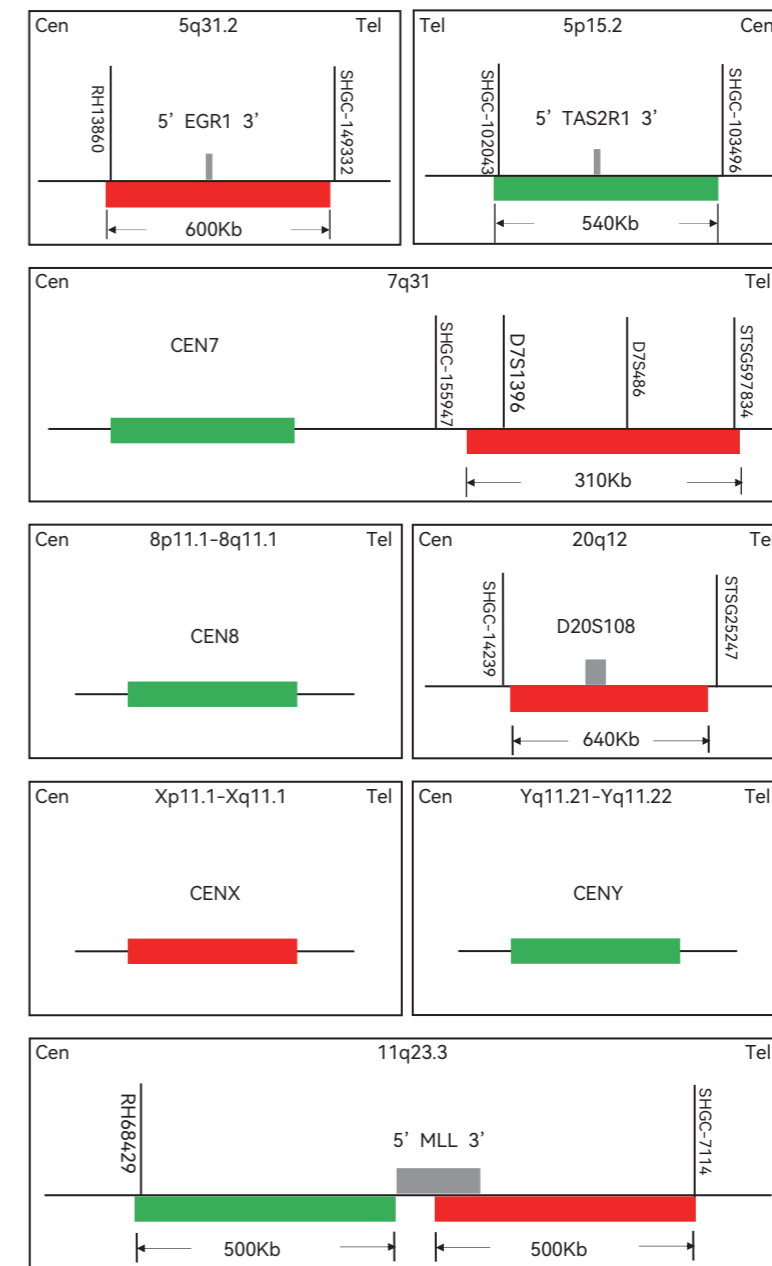 Cen 5q31.2 Tel
RH13860
5’ EGR1 3’
SHGC-149332
600Kb
Tel 5p15.2 Cen
SHGC-102043
5’ TAS2R1 3’
SHGC-103496
540Kb
Cen 7q31 Tel
CEN7
SHGC-155947
D7S1396
D7S486
STSG597834
310Kb
Cen 8p11.1-8q11.1 Tel
CEN8
Cen 20q12 Tel
SHGC-14239
D20S108
STSG25247
640Kb
Cen Xp11.1-Xq11.1 Tel
CENX
Cen Yq11.21-Yq11.22 Tel
CENY
Cen 11q23.3 Tel
RH68429
5’ MLL 3’
SHGC-7114
500Kb 500Kb